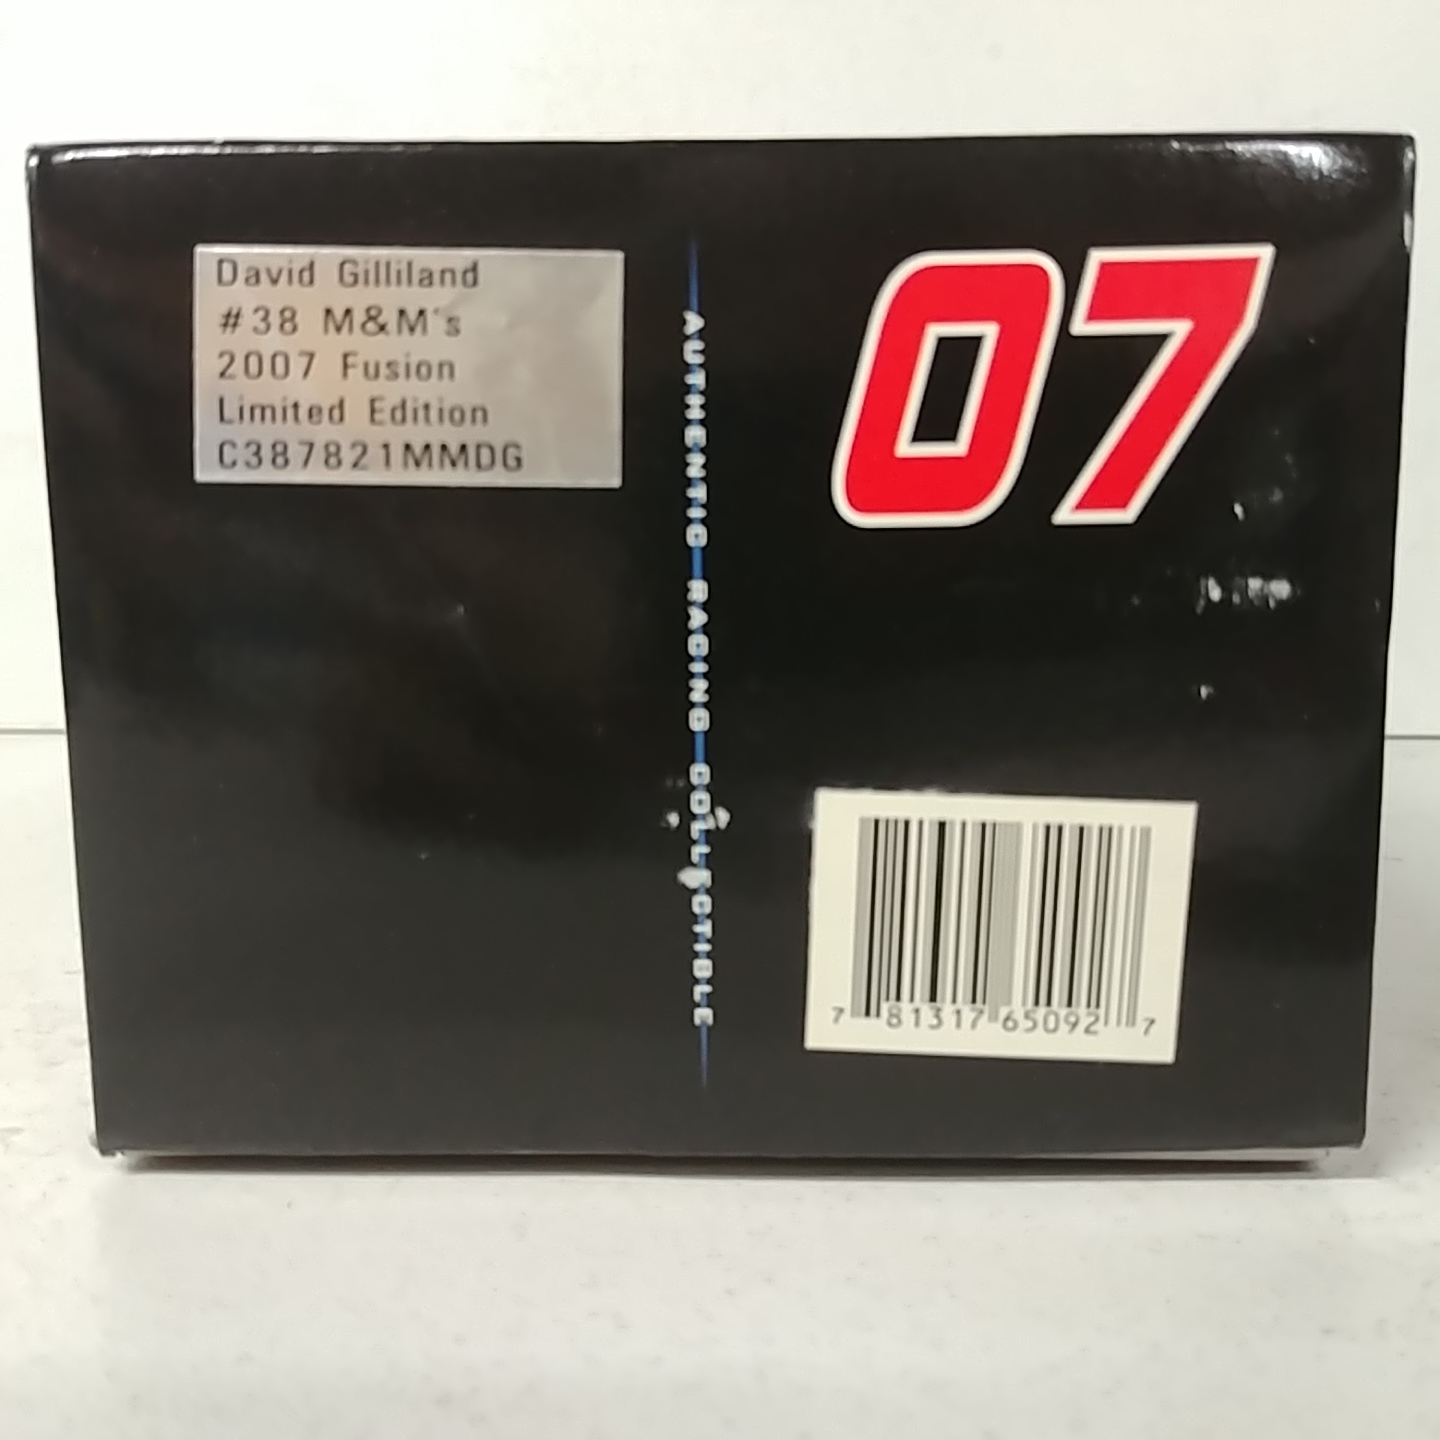 David Gilliland
#38 M&M's
2007 Fusion
Limited Edition
C387821MMDG
AUTHENTIC RACING COLLECTIBLE
07
7 81317 65092 7